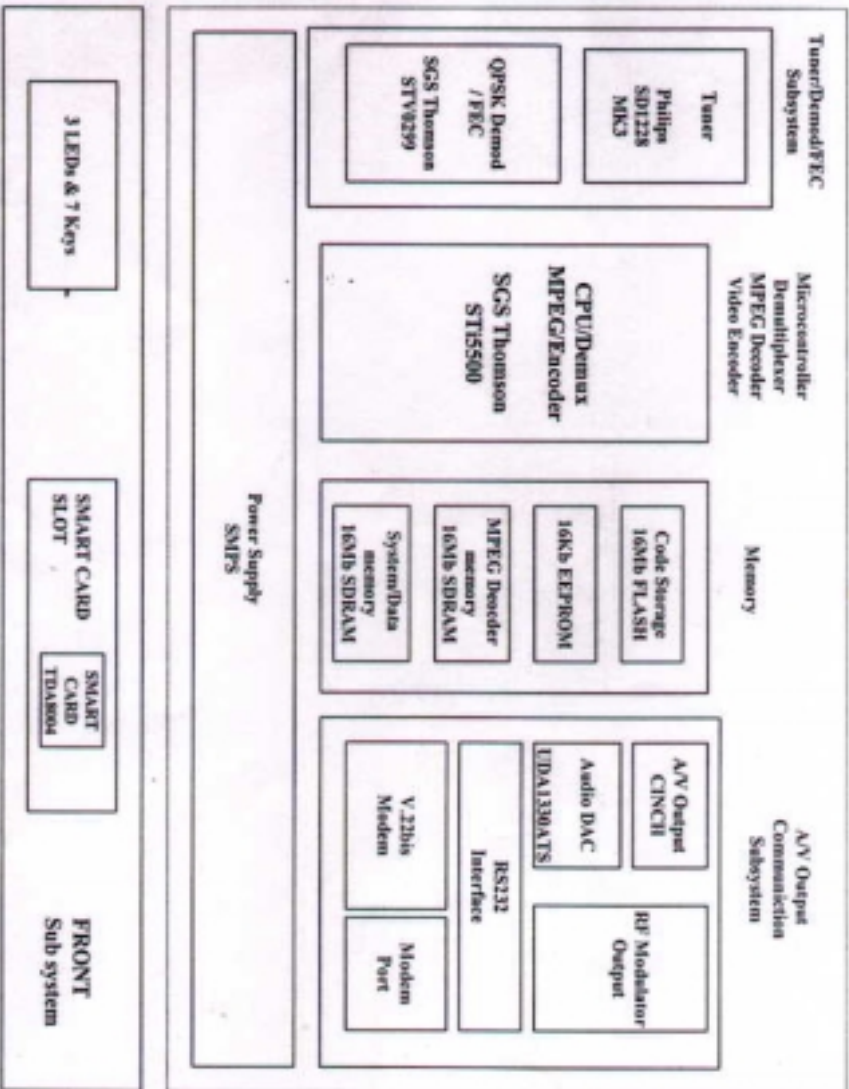 Tuner/Demod/FEC
Subsystem
Tuner
Philips
SD1228
MK3
QPSK Demod
/ FEC
SGS Thomson
STV0299
Microcontroller
Demultiplexer
MPEG Decoder
Video Encoder
CPU/Demux
MPEG/Encoder
SGS Thomson
STi5500
Memory
Code Storage
16Mb FLASH
16Kb EEPROM
MPEG Deocder
memory
16Mb SDRAM
System/Data
memory
16Mb SDRAM
A/V Output
Communiction
Subsystem
A/V Output
CINCH
Audio DAC
UDA1330ATS
RF Modulator
Output
RS232
Interface
V.22bis
Modem
Modem
Port
Power Supply
SMPS
3 LEDs & 7 Keys
SMART CARD
SLOT
SMART
CARD
TDA8004
FRONT
Sub system